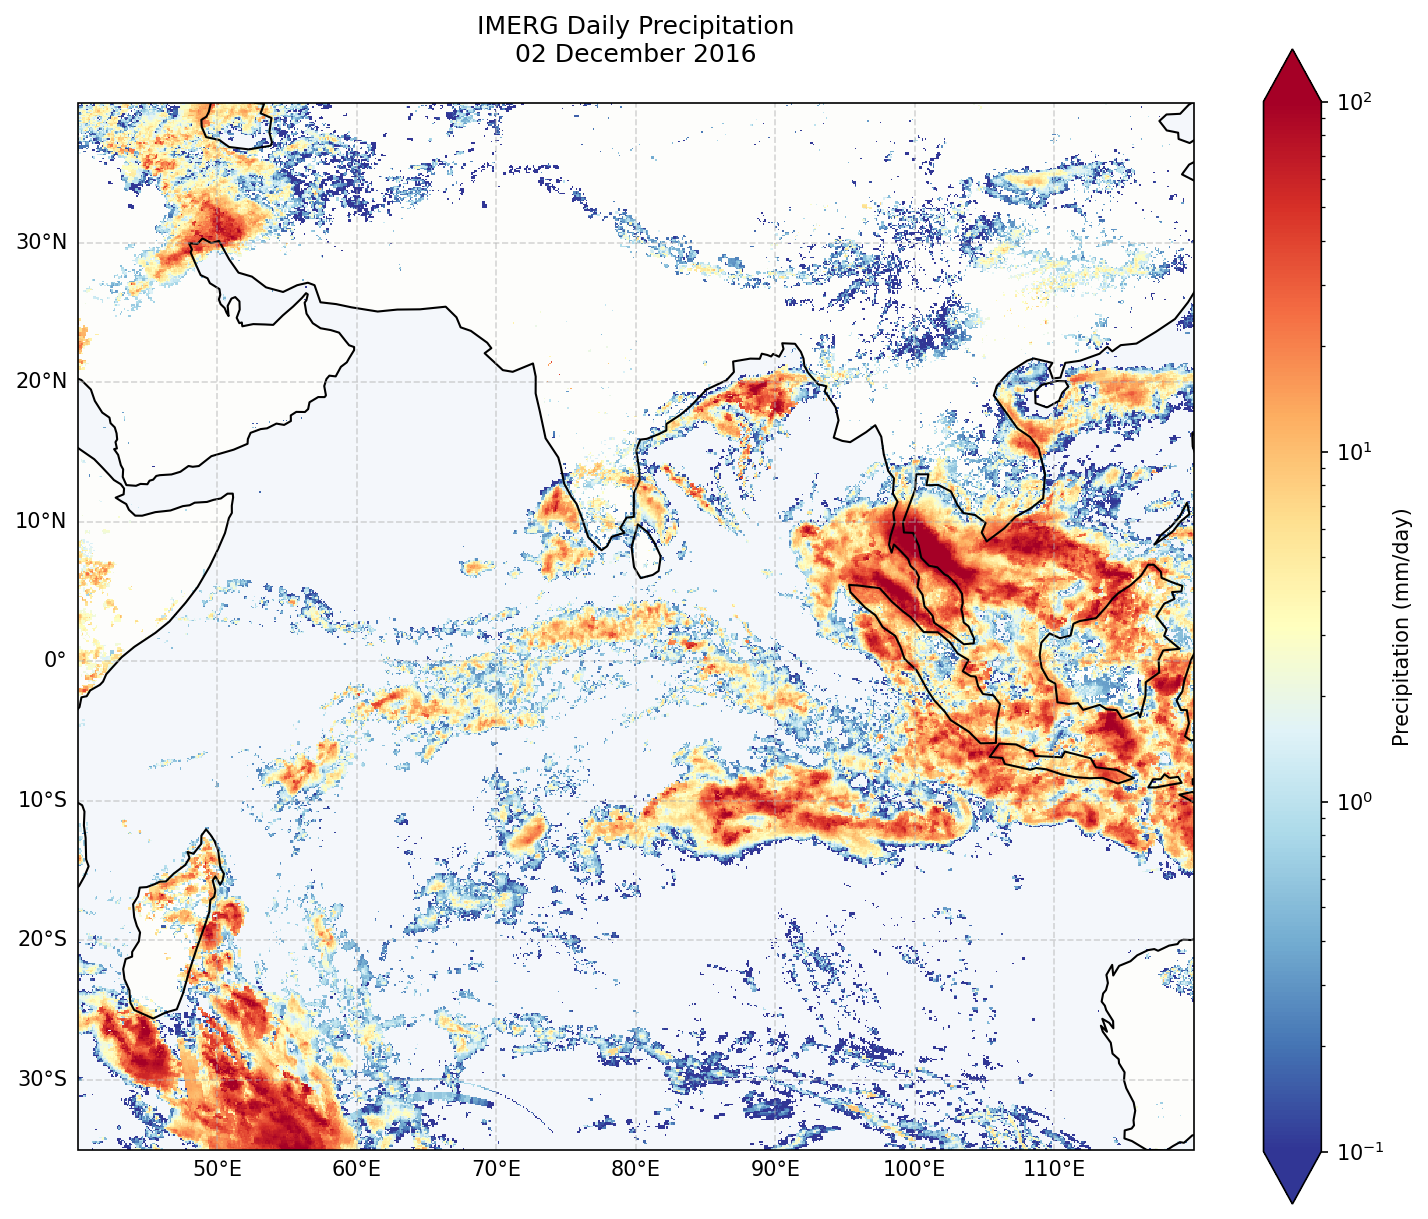 IMERG Daily Precipitation
02 December 2016
30°N
20°N
10°N
0°
10°S
20°S
30°S
50°E 60°E 70°E 80°E 90°E 100°E 110°E
10²
10¹
10⁰
10⁻¹
Precipitation (mm/day)